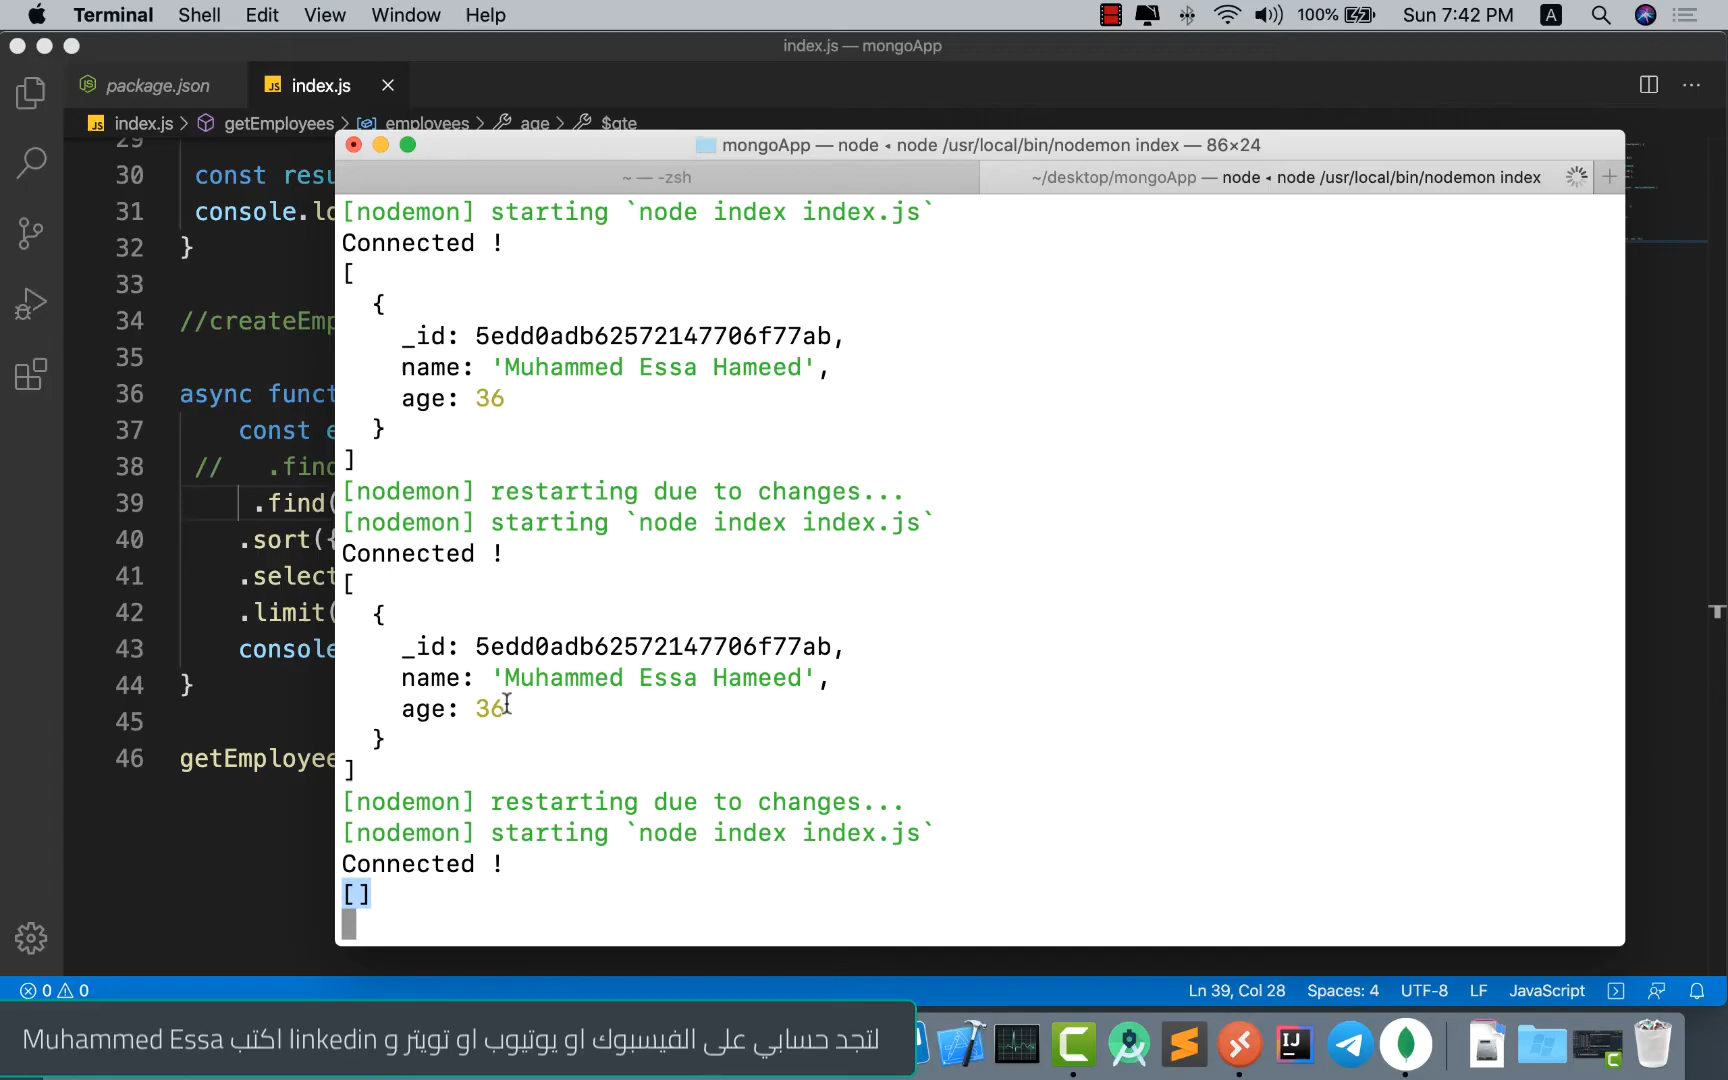 Terminal Shell Edit View Window Help 100% Sun 7:42 PM A
index.js — mongoApp
package.json index.js
index.js > getEmployees > employees > age > $gte
mongoApp — node ◂ node /usr/local/bin/nodemon index — 86×24
~ — -zsh
~/desktop/mongoApp — node ◂ node /usr/local/bin/nodemon index
29
30 const resu
31 console.lo
32 }
33
34 //createEmp
35
36 async funct
37 const e
38 // .find
39 .find(
40 .sort({
41 .select
42 .limit(
43 console
44 }
45
46 getEmployee
[nodemon] starting `node index index.js`
Connected !
[
{
_id: 5edd0adb62572147706f77ab,
name: 'Muhammed Essa Hameed',
age: 36
}
]
[nodemon] restarting due to changes...
[nodemon] starting `node index index.js`
Connected !
[
{
_id: 5edd0adb62572147706f77ab,
name: 'Muhammed Essa Hameed',
age: 36
}
]
[nodemon] restarting due to changes...
[nodemon] starting `node index index.js`
Connected !
[]
0 0 Ln 39, Col 28 Spaces: 4 UTF-8 LF JavaScript
لتجد حسابي على الفيسبوك او يوتيوب او تويتر و linkedin اكتب Muhammed Essa
IJ